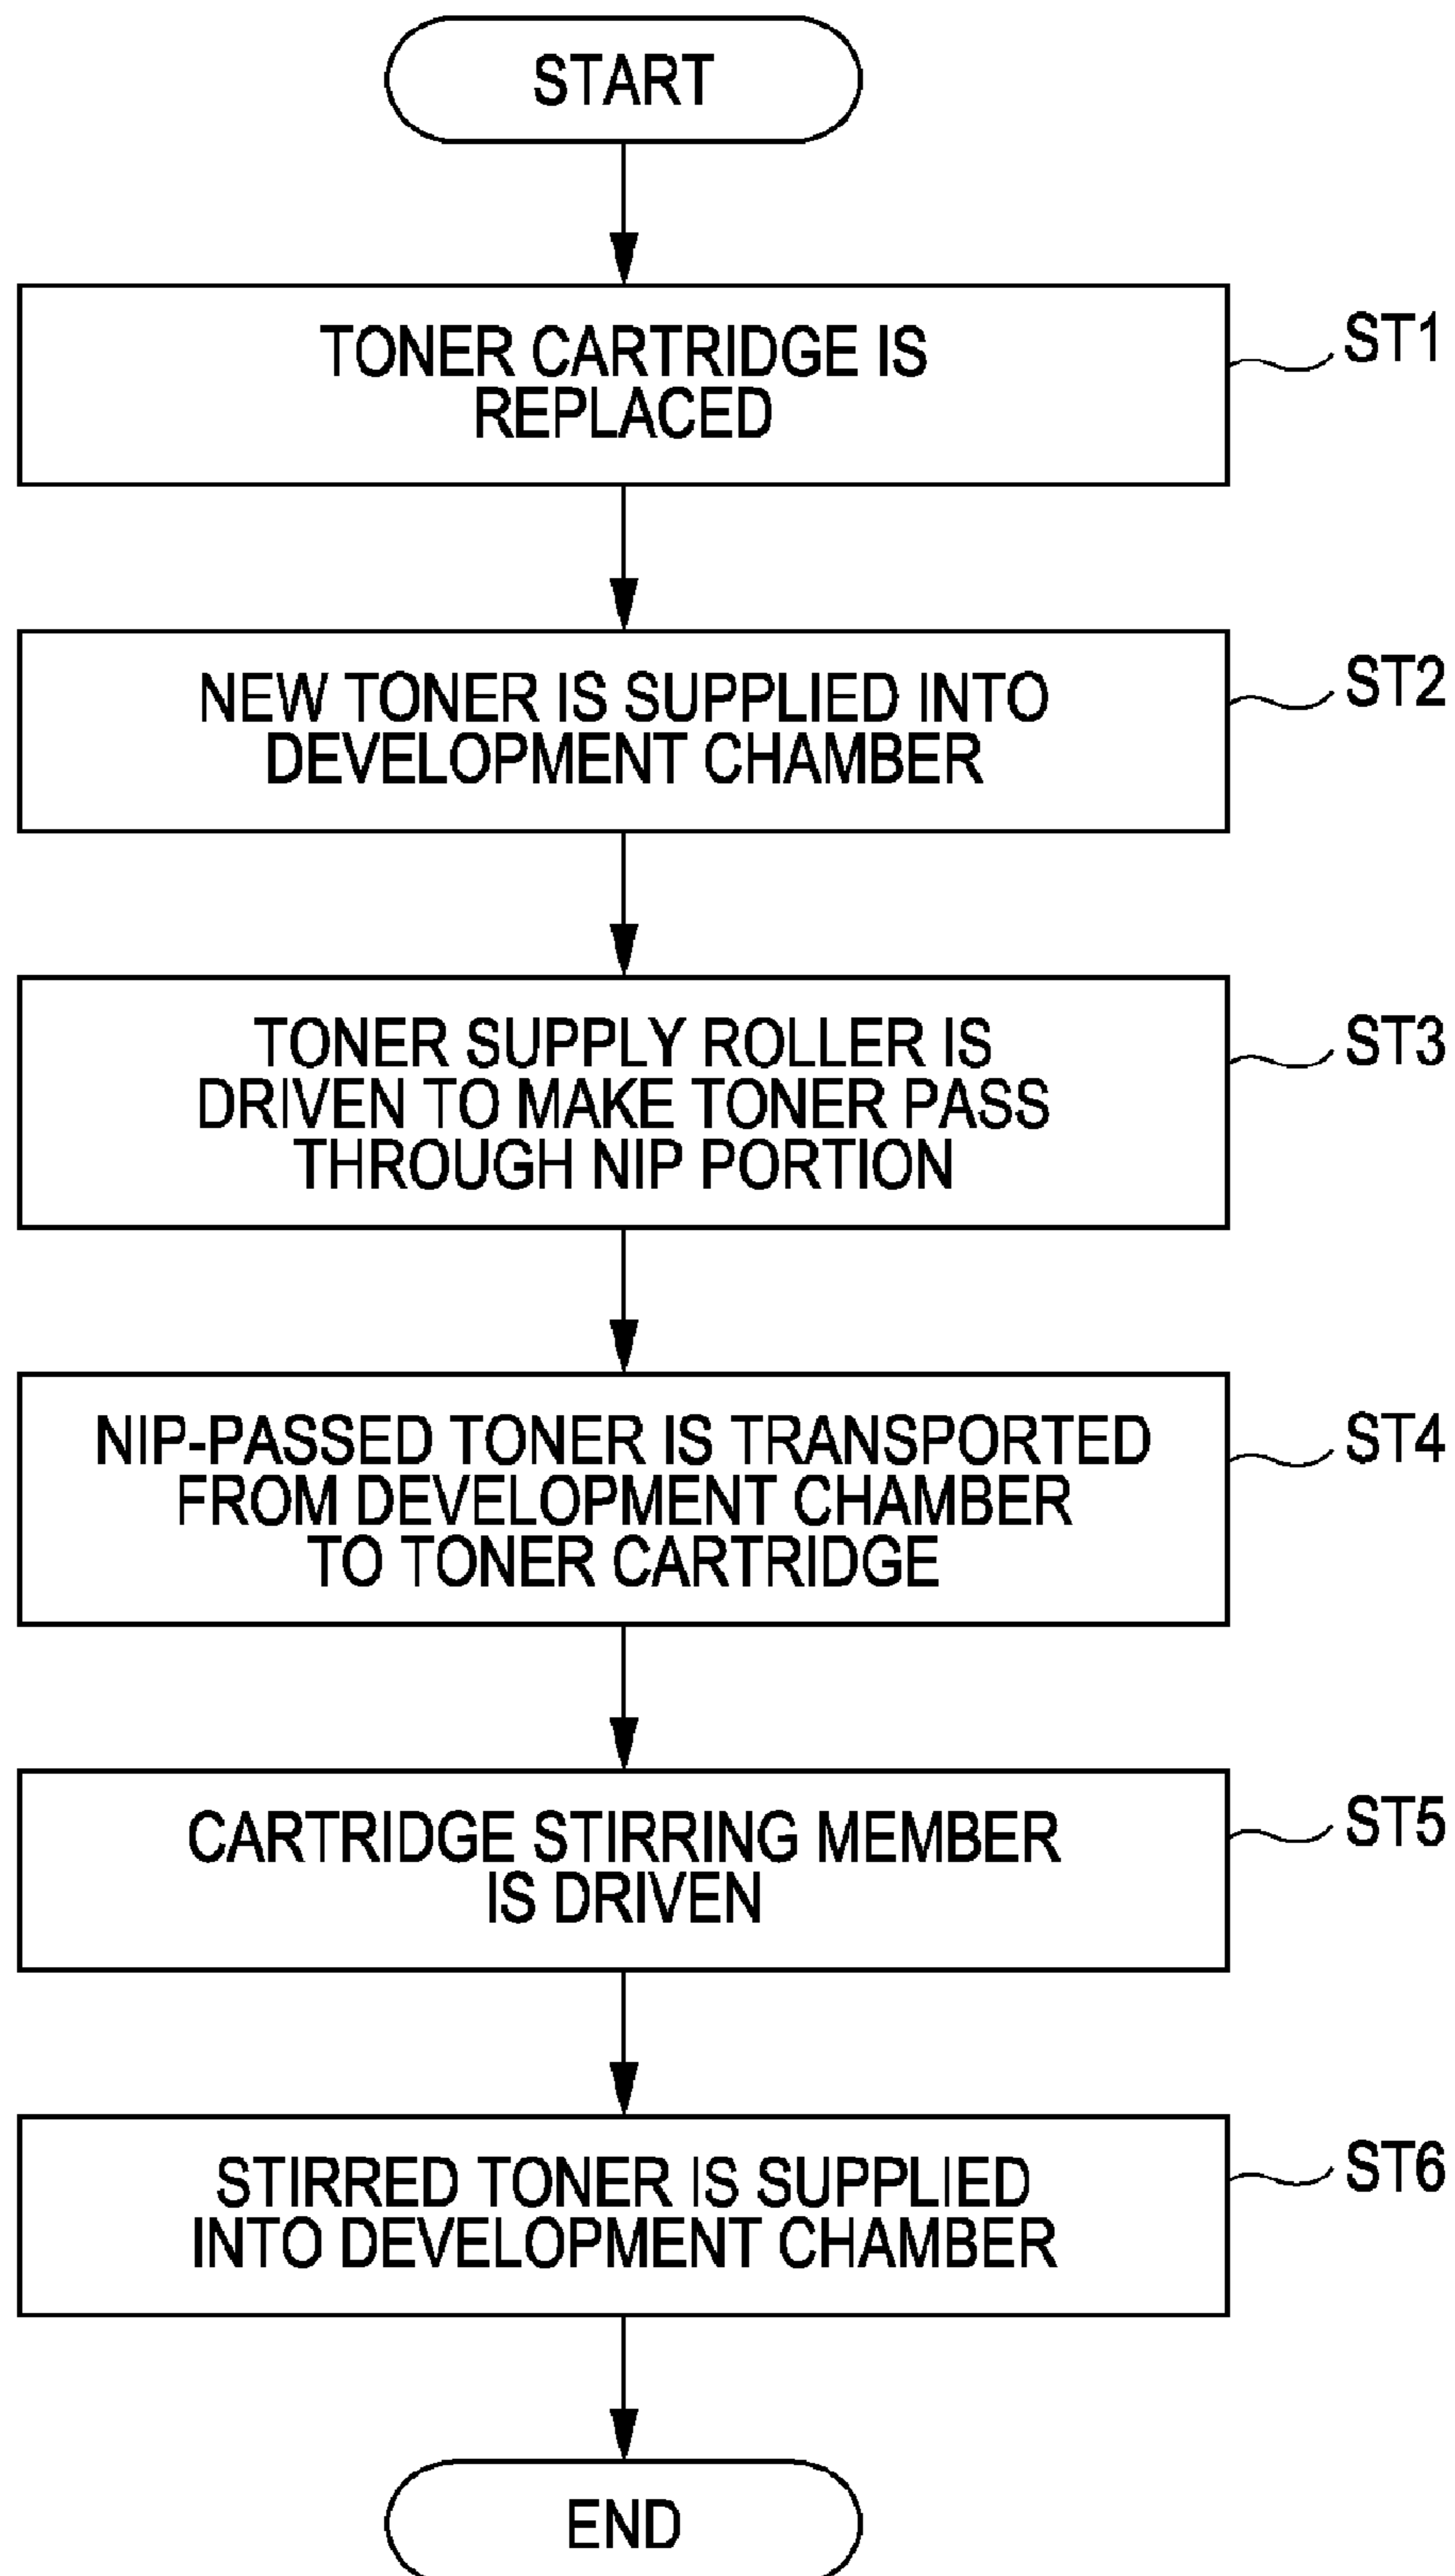 START
TONER CARTRIDGE IS
REPLACED
ST1
NEW TONER IS SUPPLIED INTO
DEVELOPMENT CHAMBER
ST2
TONER SUPPLY ROLLER IS
DRIVEN TO MAKE TONER PASS
THROUGH NIP PORTION
ST3
NIP-PASSED TONER IS TRANSPORTED
FROM DEVELOPMENT CHAMBER
TO TONER CARTRIDGE
ST4
CARTRIDGE STIRRING MEMBER
IS DRIVEN
ST5
STIRRED TONER IS SUPPLIED
INTO DEVELOPMENT CHAMBER
ST6
END